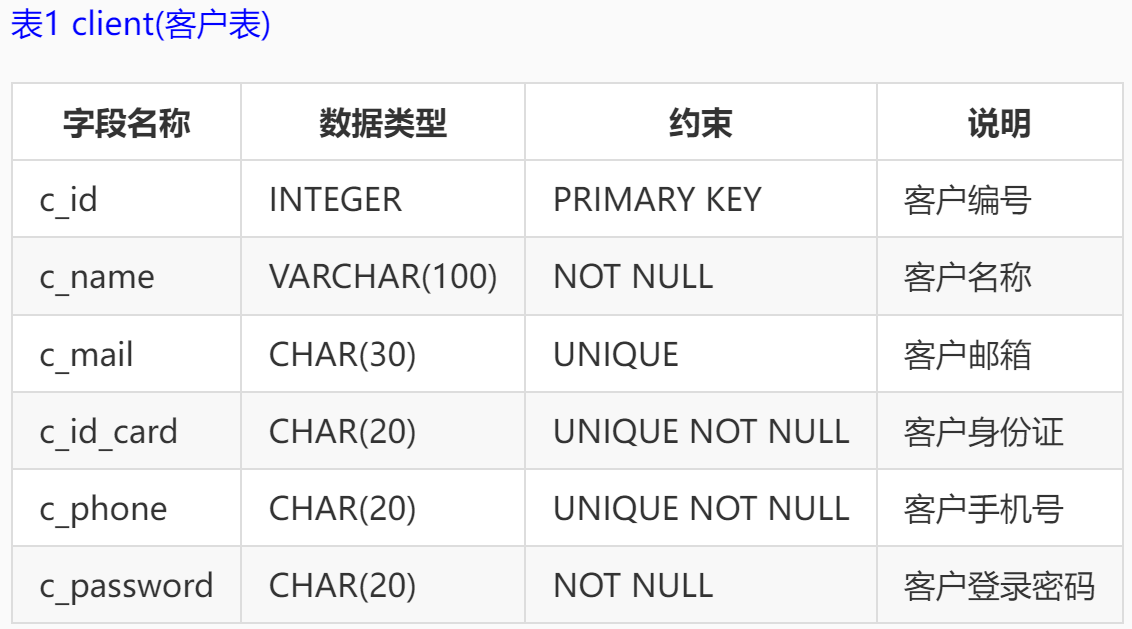 表1 client(客户表)
字段名称 数据类型 约束 说明
c_id INTEGER PRIMARY KEY 客户编号
c_name VARCHAR(100) NOT NULL 客户名称
c_mail CHAR(30) UNIQUE 客户邮箱
c_id_card CHAR(20) UNIQUE NOT NULL 客户身份证
c_phone CHAR(20) UNIQUE NOT NULL 客户手机号
c_password CHAR(20) NOT NULL 客户登录密码